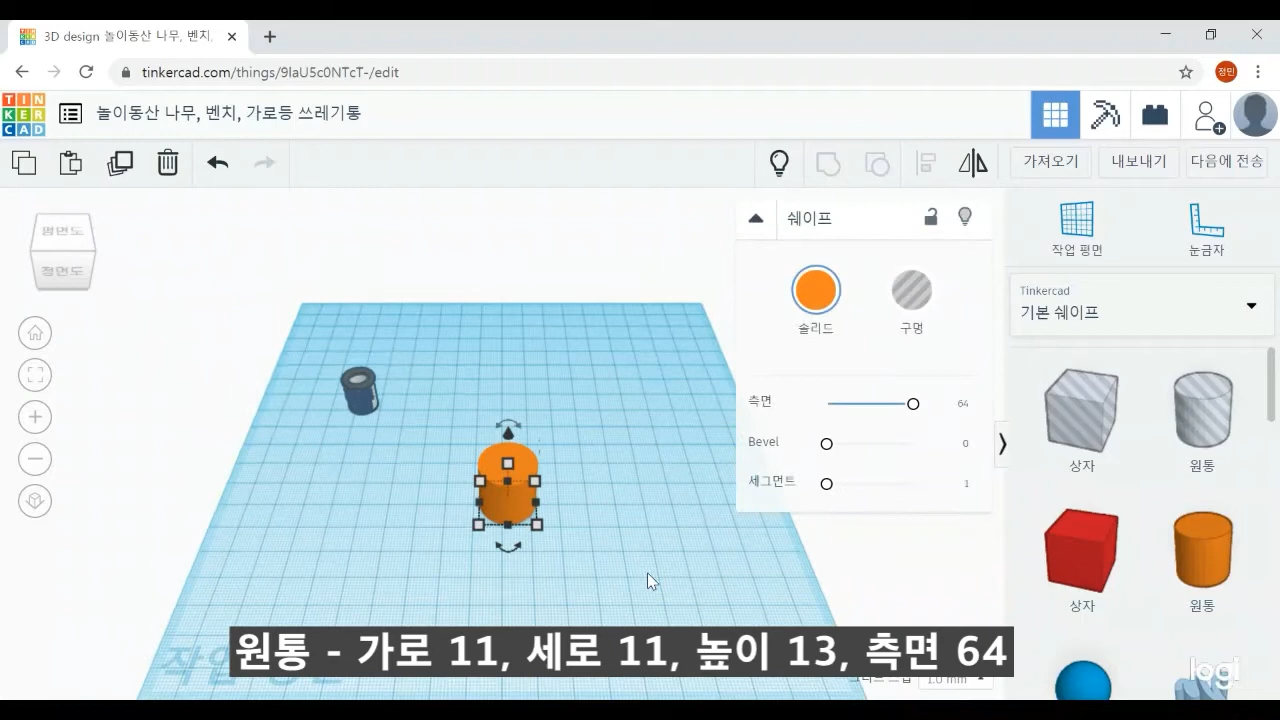 3D design 놀이동산 나무, 벤치,
tinkercad.com/things/9IaU5c0NTcT-/edit
정민
TIN
KER
CAD
놀이동산 나무, 벤치, 가로등 쓰레기통
가져오기
내보내기
다음에 전송
평면도
정면도
쉐이프
솔리드
구멍
측면
64
Bevel
0
세그먼트
1
작업 평면
눈금자
Tinkercad
기본 쉐이프
상자
원통
상자
원통
원통 - 가로 11, 세로 11, 높이 13, 측면 64
1.0 mm
logi